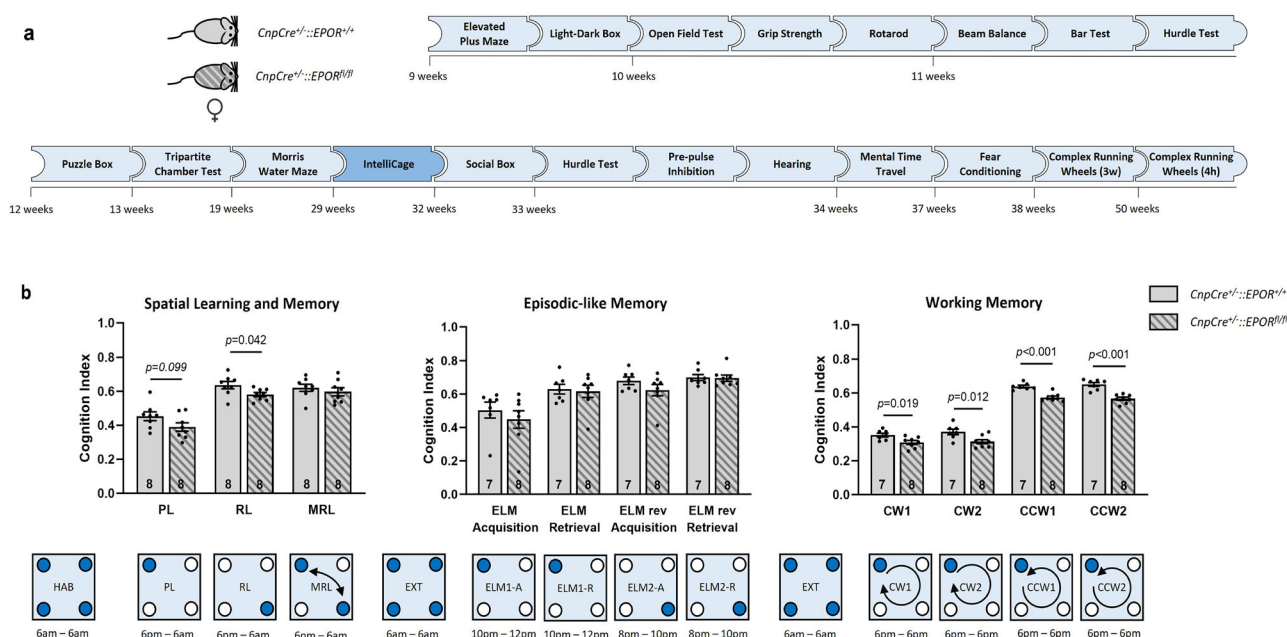 a
CnpCre+/-::EPOR+/+
CnpCre+/-::EPORfl/fl
♀
Elevated
Plus Maze
Light-Dark Box
Open Field Test
Grip Strength
Rotarod
Beam Balance
Bar Test
Hurdle Test
9 weeks
10 weeks
11 weeks
Puzzle Box
Tripartite
Chamber Test
Morris
Water Maze
IntelliCage
Social Box
Hurdle Test
Pre-pulse
Inhibition
Hearing
Mental Time
Travel
Fear
Conditioning
Complex Running
Wheels (3w)
Complex Running
Wheels (4h)
12 weeks
13 weeks
19 weeks
29 weeks
32 weeks
33 weeks
34 weeks
37 weeks
38 weeks
50 weeks
b
Spatial Learning and Memory
Cognition Index
1.0
0.8
0.6
0.4
0.2
0.0
p=0.099
p=0.042
8 8 8 8 8 8
PL RL MRL
Episodic-like Memory
Cognition Index
1.0
0.8
0.6
0.4
0.2
0.0
7 8 7 8 7 8 7 8
ELM
Acquisition
ELM
Retrieval
ELM rev
Acquisition
ELM rev
Retrieval
Working Memory
Cognition Index
1.0
0.8
0.6
0.4
0.2
0.0
p=0.019
p=0.012
p<0.001
p<0.001
7 8 7 8 7 8 7 8
CW1 CW2 CCW1 CCW2
CnpCre+/-::EPOR+/+
CnpCre+/-::EPORfl/fl
HAB
PL
RL
MRL
EXT
ELM1-A
ELM1-R
ELM2-A
ELM2-R
EXT
CW1
CW2
CCW1
CCW2
6am – 6am
6pm – 6am
6pm – 6am
6pm – 6am
6am – 6am
10pm – 12pm
10pm – 12pm
8pm – 10pm
8pm – 10pm
6am – 6am
6pm – 6pm
6pm – 6pm
6pm – 6pm
6pm – 6pm